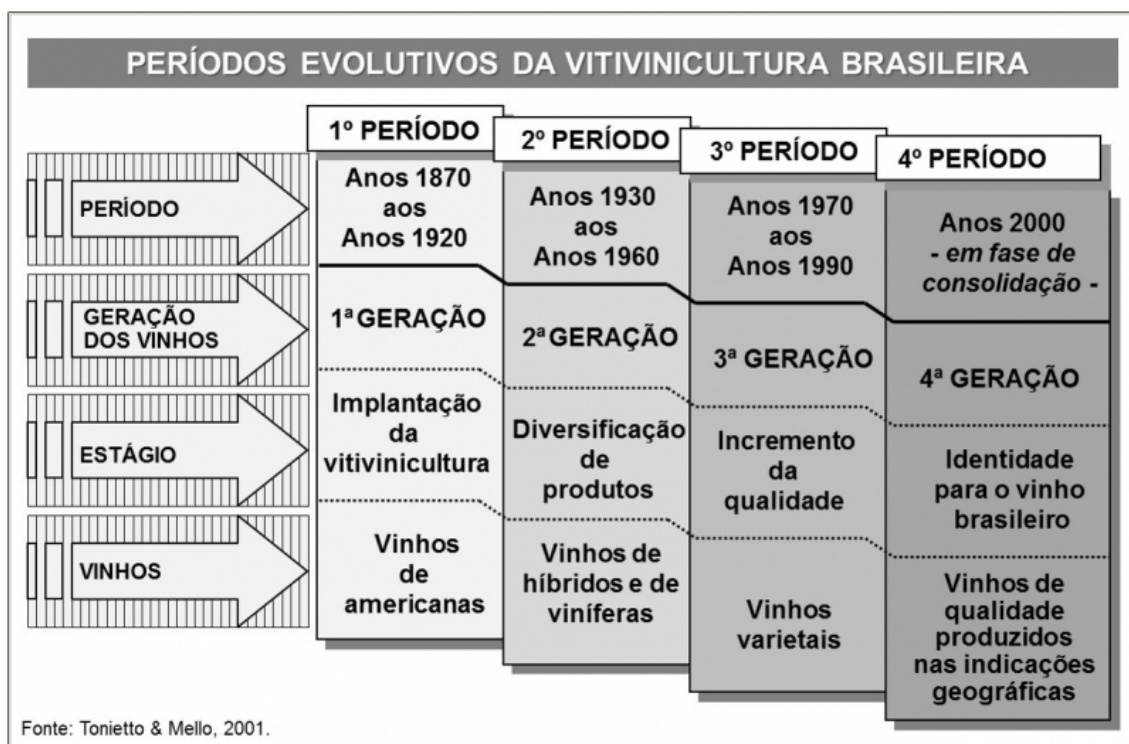 PERÍODOS EVOLUTIVOS DA VITIVINICULTURA BRASILEIRA
1º PERÍODO
2º PERÍODO
3º PERÍODO
4º PERÍODO
PERÍODO
Anos 1870
aos
Anos 1920
Anos 1930
aos
Anos 1960
Anos 1970
aos
Anos 1990
Anos 2000
- em fase de
consolidação -
GERAÇÃO
DOS VINHOS
1ª GERAÇÃO
2ª GERAÇÃO
3ª GERAÇÃO
4ª GERAÇÃO
ESTÁGIO
Implantação
da
vitivinicultura
Diversificação
de
produtos
Incremento
da
qualidade
Identidade
para o vinho
brasileiro
VINHOS
Vinhos
de
americanas
Vinhos de
híbridos e de
viníferas
Vinhos
varietais
Vinhos de
qualidade
produzidos
nas indicações
geográficas
Fonte: Tonietto & Mello, 2001.